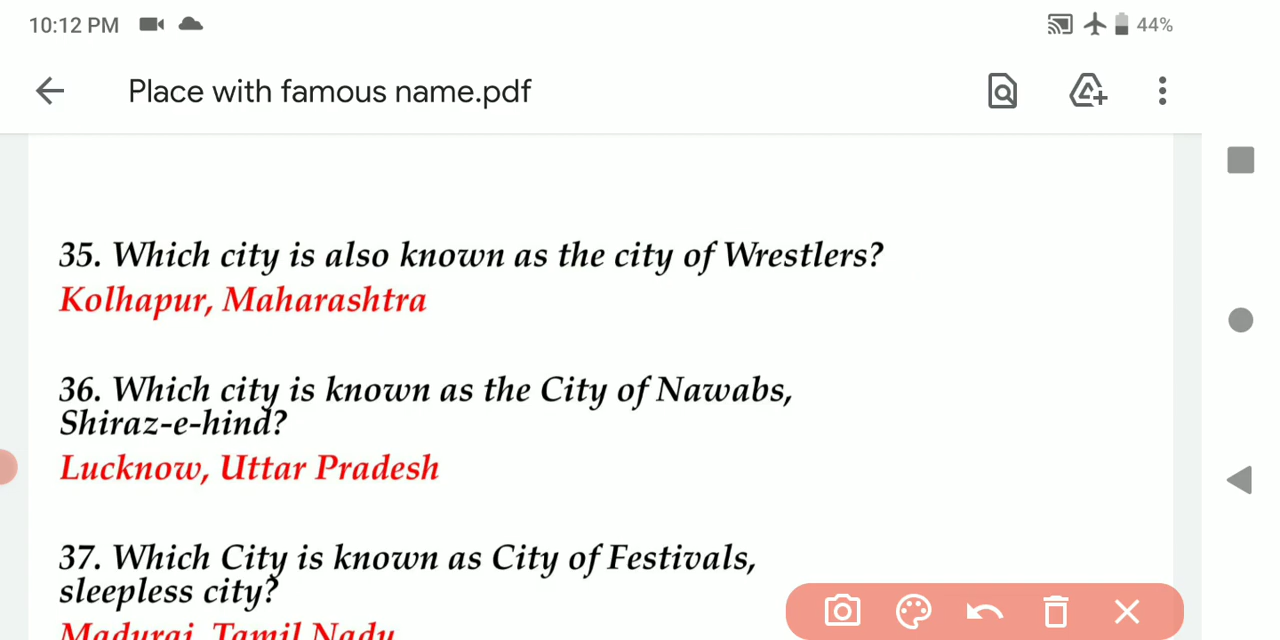 10:12 PM
44%
Place with famous name.pdf
35. Which city is also known as the city of Wrestlers?
Kolhapur, Maharashtra
36. Which city is known as the City of Nawabs,
Shiraz-e-hind?
Lucknow, Uttar Pradesh
37. Which City is known as City of Festivals,
sleepless city?
Madurai, Tamil Nadu